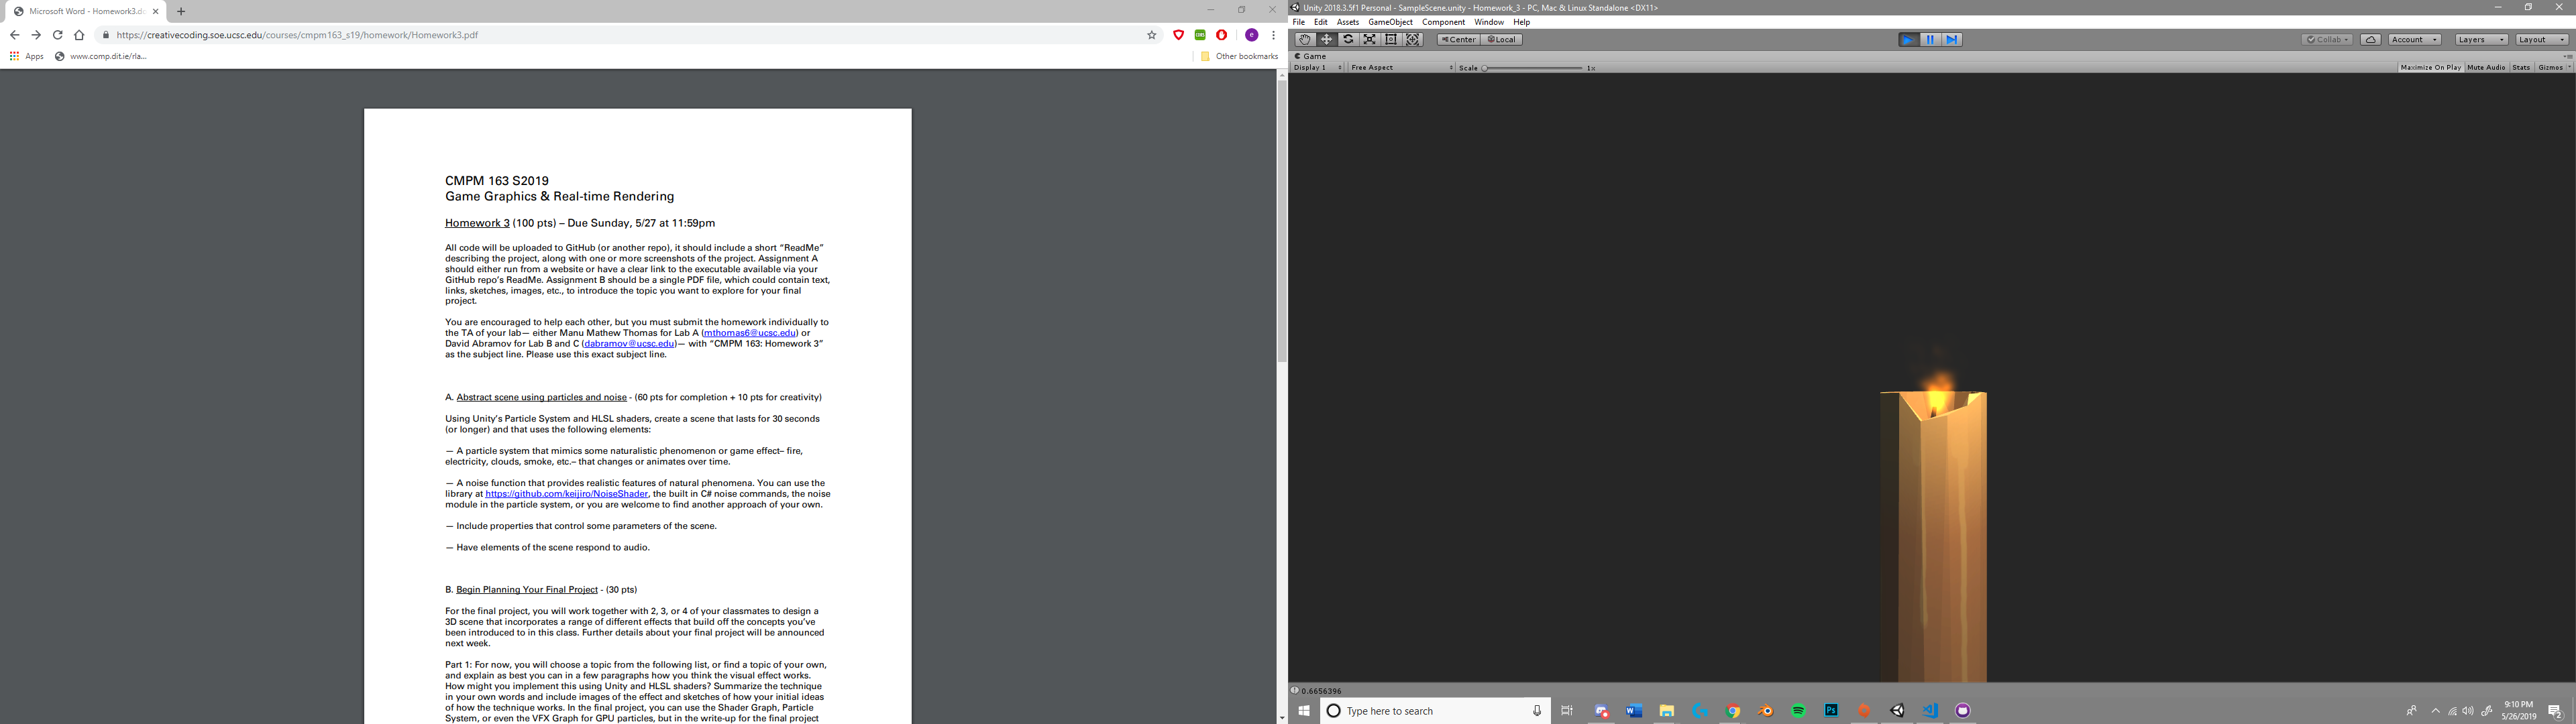 Microsoft Word - Homework3.do
https://creativecoding.soe.ucsc.edu/courses/cmpm163_s19/homework/Homework3.pdf
Apps
www.comp.dit.ie/rla...
Other bookmarks
CMPM 163 S2019
Game Graphics & Real-time Rendering
Homework 3 (100 pts) – Due Sunday, 5/27 at 11:59pm
All code will be uploaded to GitHub (or another repo), it should include a short “ReadMe”
describing the project, along with one or more screenshots of the project. Assignment A
should either run from a website or have a clear link to the executable available via your
GitHub repo's ReadMe. Assignment B should be a single PDF file, which could contain text,
links, sketches, images, etc., to introduce the topic you want to explore for your final
project.
You are encouraged to help each other, but you must submit the homework individually to
the TA of your lab— either Manu Mathew Thomas for Lab A (mthomas6@ucsc.edu) or
David Abramov for Lab B and C (dabramov@ucsc.edu)— with “CMPM 163: Homework 3”
as the subject line. Please use this exact subject line.
A. Abstract scene using particles and noise - (60 pts for completion + 10 pts for creativity)
Using Unity's Particle System and HLSL shaders, create a scene that lasts for 30 seconds
(or longer) and that uses the following elements:
— A particle system that mimics some naturalistic phenomenon or game effect– fire,
electricity, clouds, smoke, etc.– that changes or animates over time.
— A noise function that provides realistic features of natural phenomena. You can use the
library at https://github.com/keijiro/NoiseShader, the built in C# noise commands, the noise
module in the particle system, or you are welcome to find another approach of your own.
— Include properties that control some parameters of the scene.
— Have elements of the scene respond to audio.
B. Begin Planning Your Final Project - (30 pts)
For the final project, you will work together with 2, 3, or 4 of your classmates to design a
3D scene that incorporates a range of different effects that build off the concepts you've
been introduced to in this class. Further details about your final project will be announced
next week.
Part 1: For now, you will choose a topic from the following list, or find a topic of your own,
and explain as best you can in a few paragraphs how you think the visual effect works.
How might you implement this using Unity and HLSL shaders? Summarize the technique
in your own words and include images of the effect and sketches of how your initial ideas
of how the technique works. In the final project, you can use the Shader Graph, Particle
System, or even the VFX Graph for GPU particles, but in the write-up for the final project
Unity 2018.3.5f1 Personal - SampleScene.unity - Homework_3 - PC, Mac & Linux Standalone <DX11>
File Edit Assets GameObject Component Window Help
Center Local
Collab Account Layers Layout
Game
Display 1 Free Aspect Scale 1x
Maximize On Play Mute Audio Stats Gizmos
0.6656396
Type here to search
9:10 PM
5/26/2019